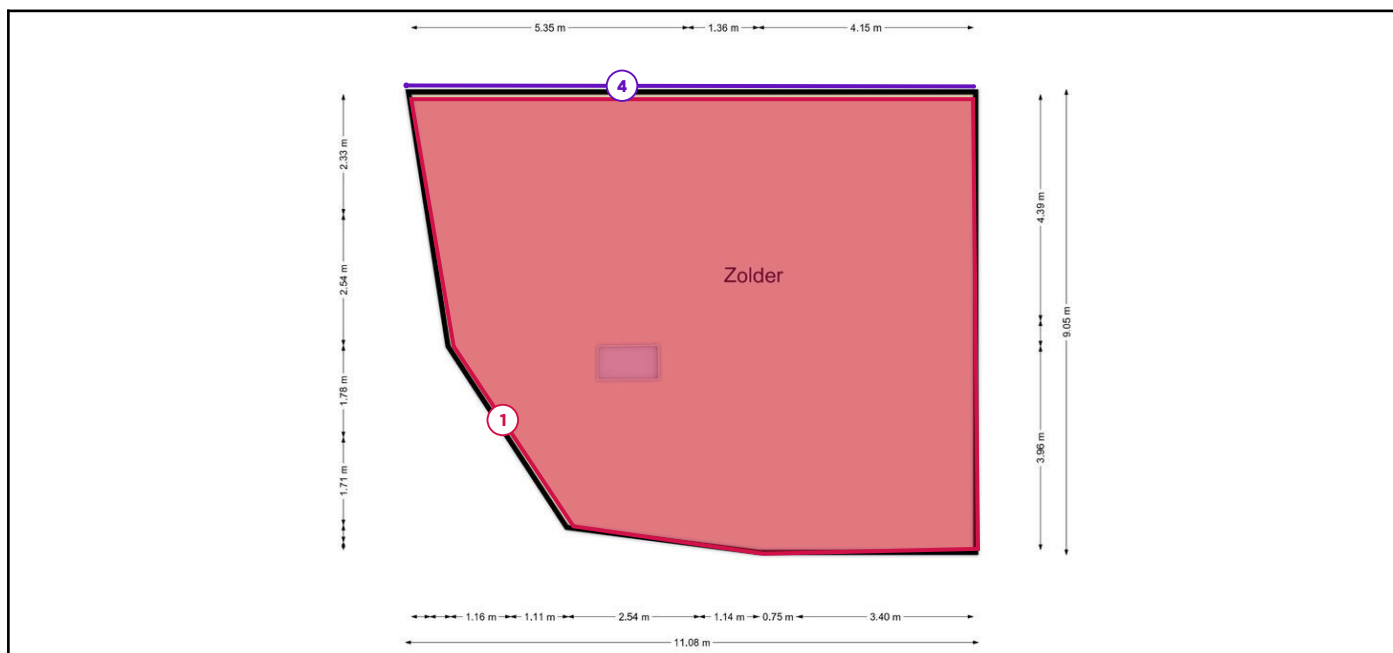 5.35 m 1.36 m 4.15 m
4
2.33 m
4.39 m
Zolder
2.54 m
9.05 m
1.78 m
1
3.96 m
1.71 m
1.16 m 1.11 m 2.54 m 1.14 m 0.75 m 3.40 m
11.08 m